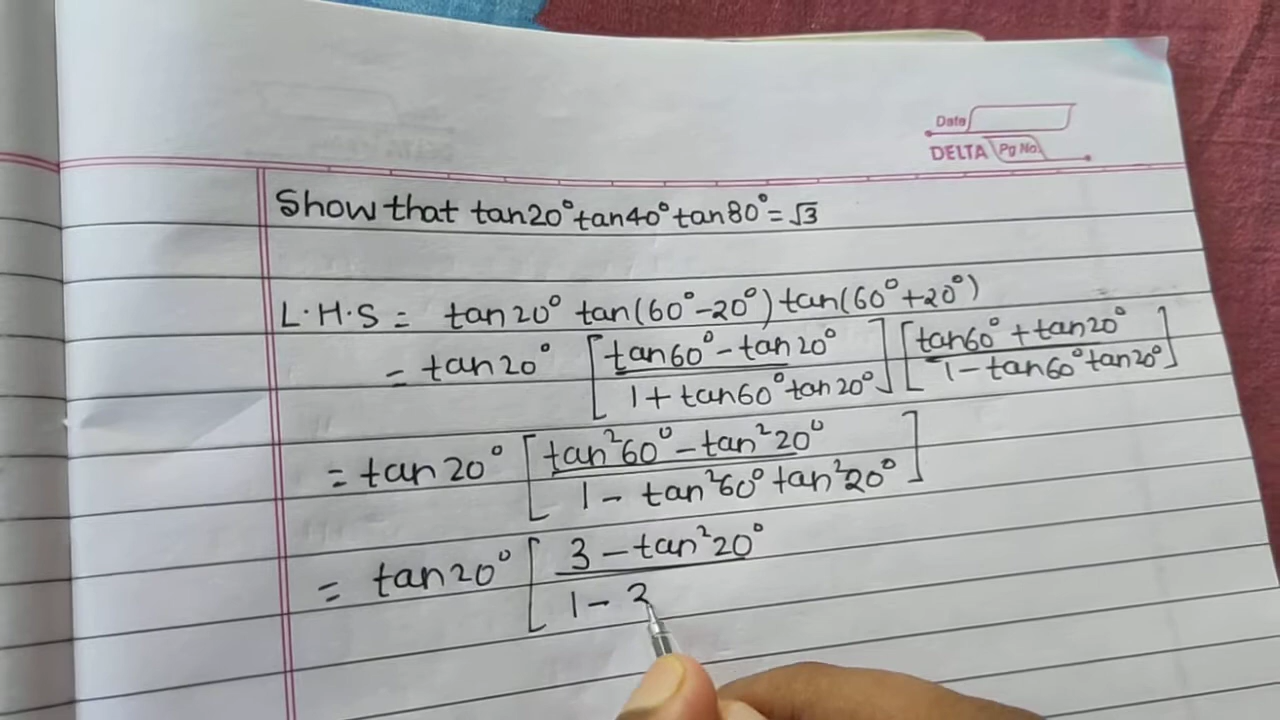 Date
DELTA Pg No.
Show that tan20° tan40° tan80° = √3
L.H.S = tan20° tan(60°-20°) tan(60°+20°)
= tan20° [tan60° - tan20° / 1 + tan60° tan20°] [tan60° + tan20° / 1 - tan60° tan20°]
= tan20° [tan²60° - tan²20° / 1 - tan²60° tan²20°]
= tan20° [3 - tan²20° / 1 - 3